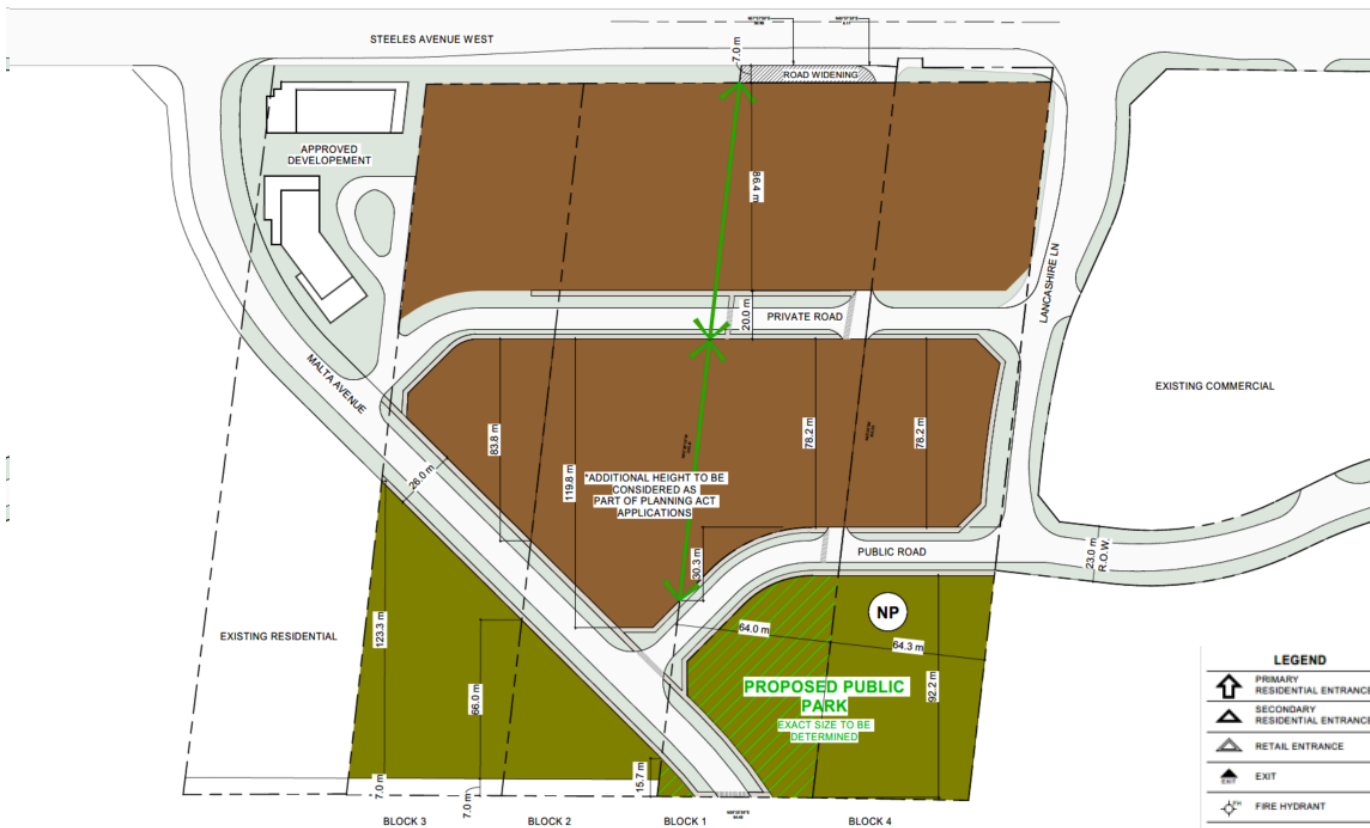 STEELES AVENUE WEST
7.0 m
ROAD WIDENING
APPROVED
DEVELOPEMENT
86.4 m
LANCASHIRE LN
20.0 m
PRIVATE ROAD
MALTA AVENUE
EXISTING COMMERCIAL
83.8 m
119.8 m
78.2 m
78.2 m
26.0 m
*ADDITIONAL HEIGHT TO BE
CONSIDERED AS
PART OF PLANNING ACT
APPLICATIONS
30.3 m
PUBLIC ROAD
23.0 m
R.O.W.
NP
EXISTING RESIDENTIAL
123.3 m
64.0 m
64.3 m
66.0 m
92.2 m
PROPOSED PUBLIC
PARK
EXACT SIZE TO BE
DETERMINED
15.7 m
7.0 m
7.0 m
BLOCK 3
BLOCK 2
BLOCK 1
BLOCK 4
LEGEND
PRIMARY
RESIDENTIAL ENTRANCE
SECONDARY
RESIDENTIAL ENTRANCE
RETAIL ENTRANCE
EXIT
EXIT
FH
FIRE HYDRANT